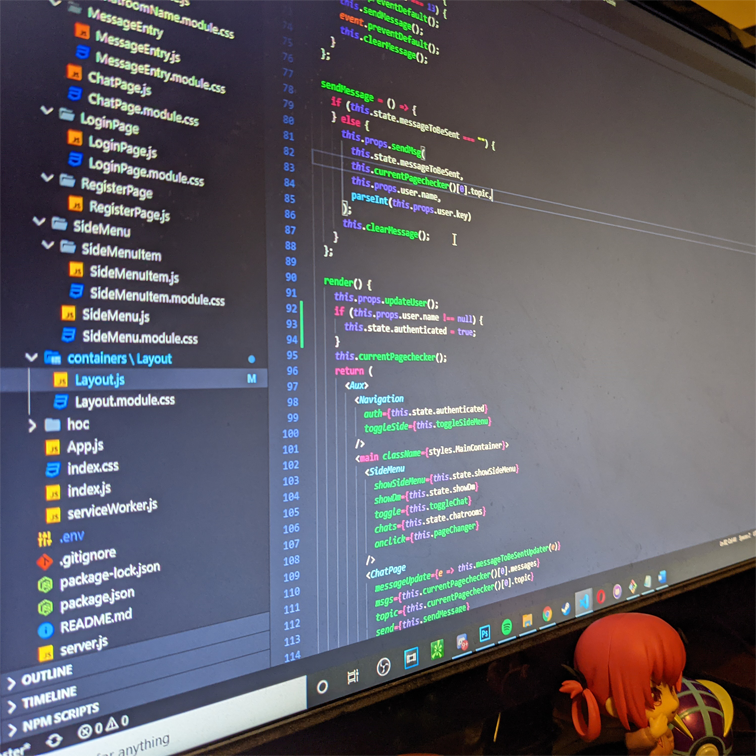 troomName.module.css
MessageEntry
MessageEntry.js
MessageEntry.module.css
ChatPage.js
ChatPage.module.css
LoginPage
LoginPage.js
LoginPage.module.css
RegisterPage
RegisterPage.js
SideMenu
SideMenuItem
SideMenuItem.js
SideMenuItem.module.css
SideMenu.js
SideMenu.module.css
containers \ Layout
Layout.js M
Layout.module.css
hoc
App.js
index.css
index.js
serviceWorker.js
.env
.gitignore
package-lock.json
package.json
README.md
server.js
OUTLINE
TIMELINE
NPM SCRIPTS
0 0
for anything
13) {
preventDefault();
74 this.sendMessage();
75 event.preventDefault();
this.clearMessage();
76 }
77 };
78 sendMessage = () => {
79 if (this.state.messageToBeSent === "") {
80 } else {
81 this.props.sendMsg(
82 this.state.messageToBeSent,
83 this.currentPagechecker()[0].topic,
84 this.props.user.name,
85 parseInt(this.props.user.key)
86 );
87 this.clearMessage();
88 }
89 };
90 render() {
91 this.props.updateUser();
92 if (this.props.user.name !== null) {
93 this.state.authenticated = true;
94 }
95 this.currentPagechecker();
96 return (
97 <Aux>
98 <Navigation
99 auth={this.state.authenticated}
100 toggleSide={this.toggleSideMenu}
101 />
102 <main className={styles.MainContainer}>
103 <SideMenu
104 showSideMenu={this.state.showSideMenu}
105 showDm={this.state.showDm}
106 toggle={this.toggleChat}
107 chats={this.state.chatrooms}
108 onclick={this.pageChanger}
109 />
110 <ChatPage
111 messageUpdate={e => this.messageToBeSentUpdater(e)}
112 msgs={this.currentPagechecker()[0].messages}
113 topic={this.currentPagechecker()[0].topic}
114 send={this.sendMessage}